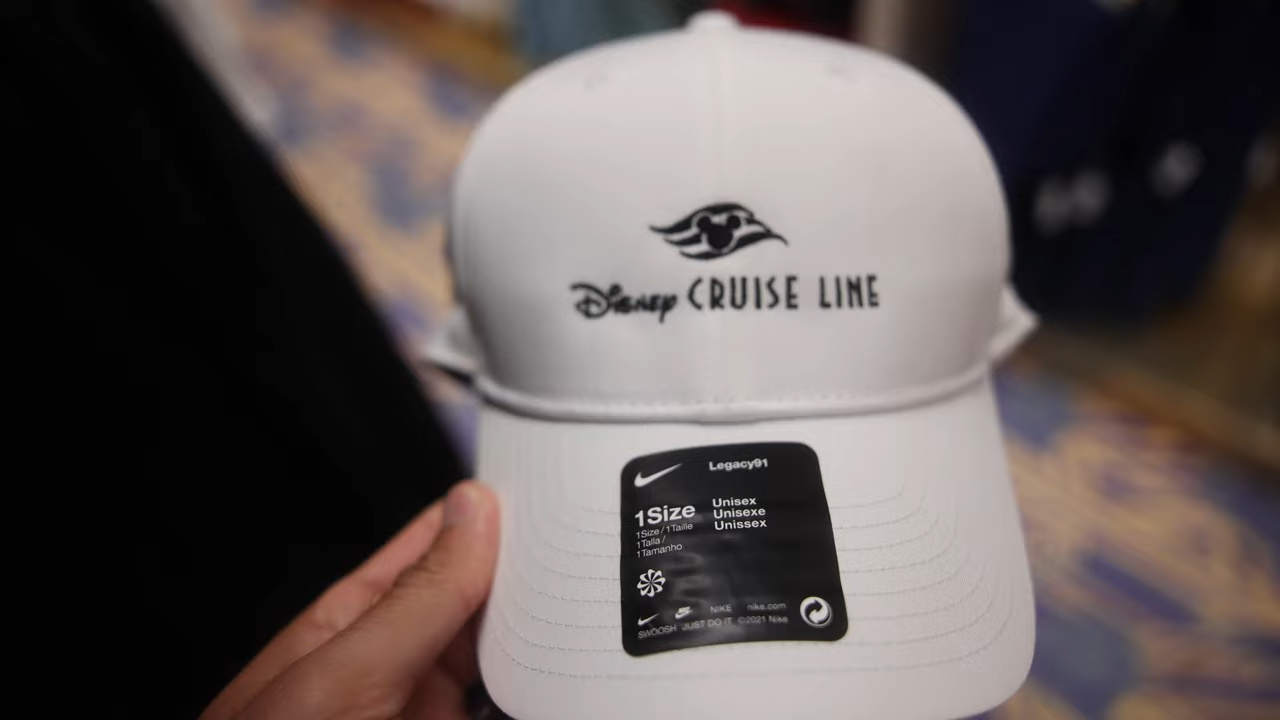 Disney CRUISE LINE
Legacy91
1Size
1Size / 1Taille
1Talla /
1Tamanho
Unisex
Unisexe
Unissex
NIKE nike.com
SWOOSH JUST DO IT ©2021 Nike